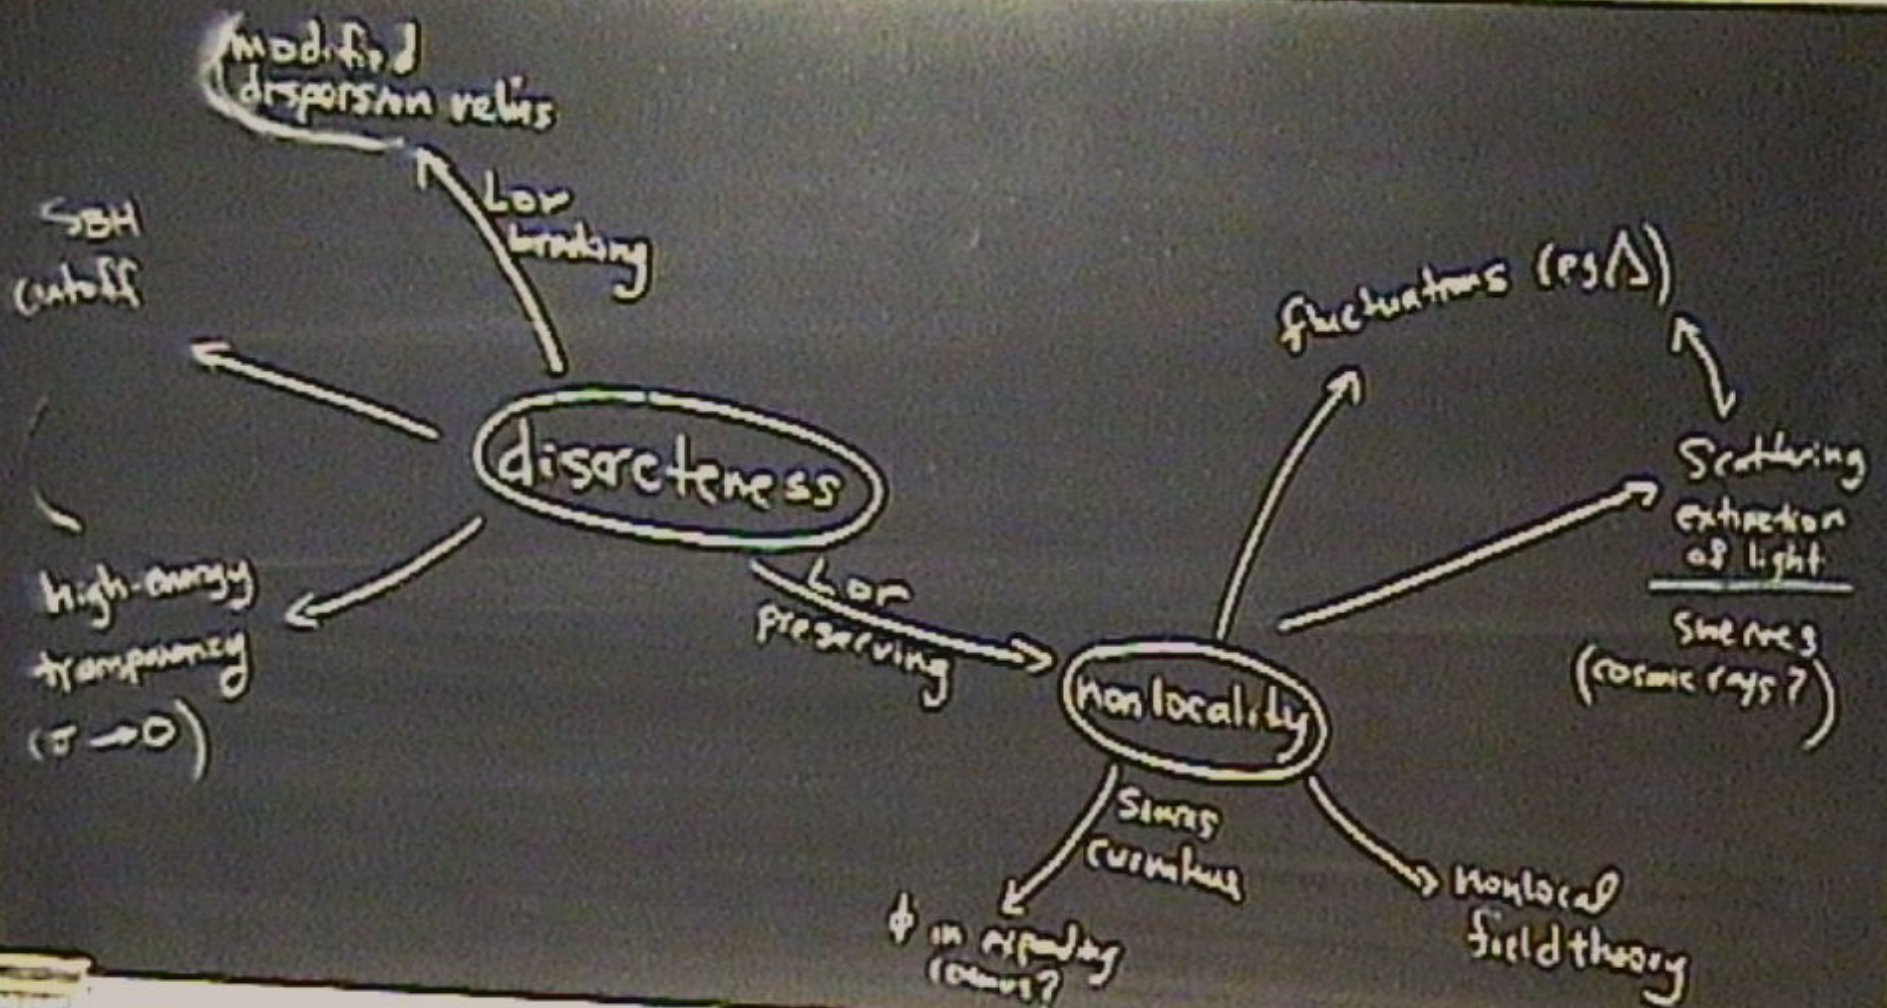 modified
dispersion relns
Lor
breaking
SBH
cutoff
discreteness
high-energy
transparency
(σ → 0)
Lor
preserving
fluctuations (eg Λ)
Scattering
extinction
of light
swerves
(cosmic rays?)
nonlocality
curvature
ϕ in expanding
nonlocal
field theory